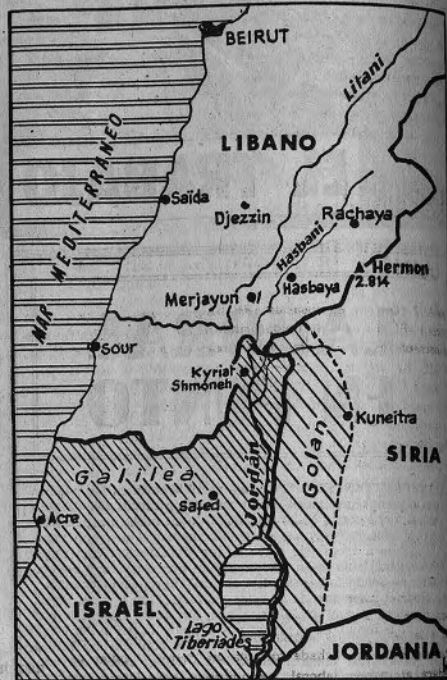 BEIRUT
Litani
LIBANO
MAR MEDITERRANEO
Saïda
Djezzin
Rachaya
Hasbani
Hermon
2.814
Hasbaya
Merjayun
Sour
Kyriat
Shmoneh
Kuneitra
SIRIA
Golan
Galilea
Jordán
Safed
Acre
ISRAEL
Lago
Tiberiades
JORDANIA